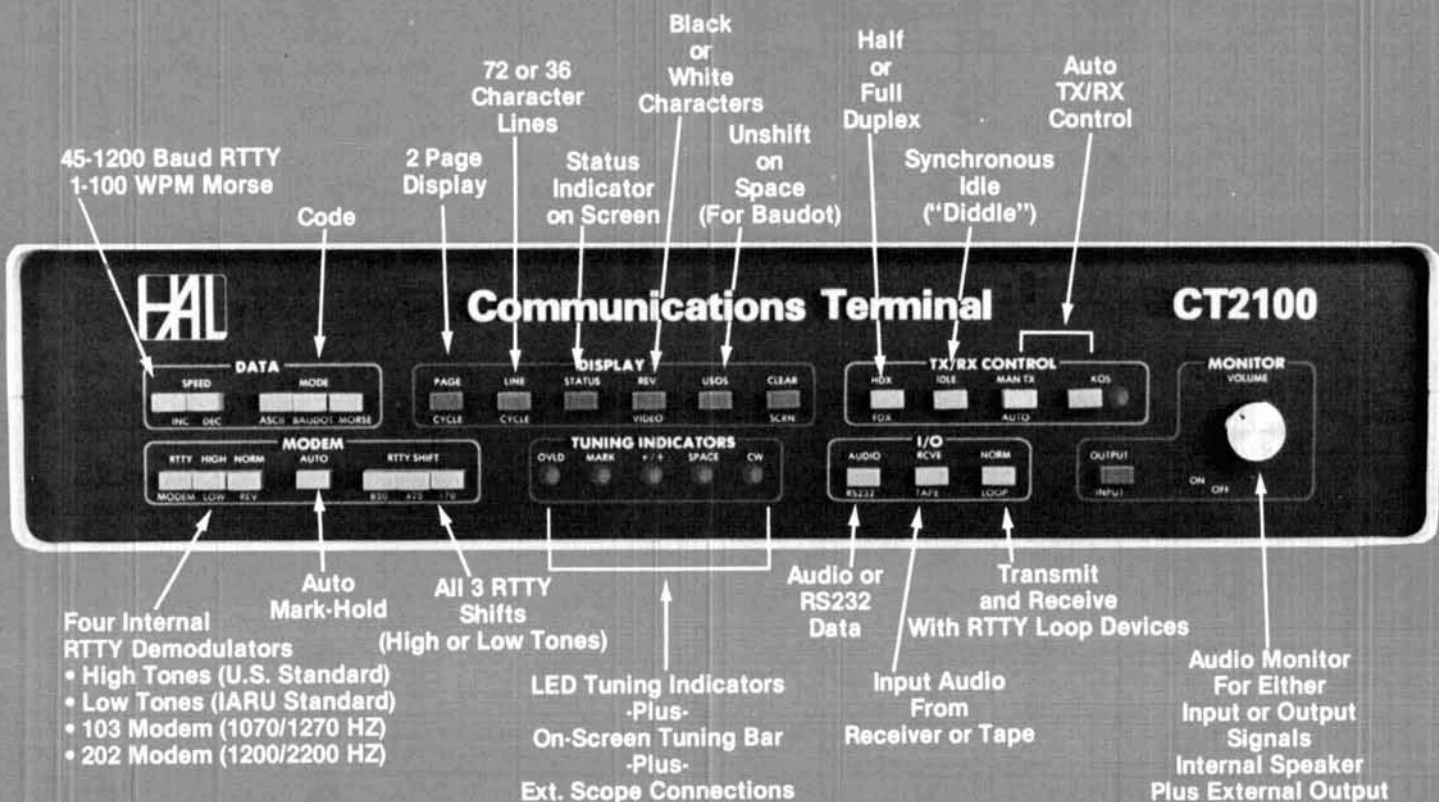 45-1200 Baud RTTY
1-100 WPM Morse
Code
2 Page
Display
72 or 36
Character
Lines
Status
Indicator
on Screen
Black
or
White
Characters
Unshift
on
Space
(For Baudot)
Half
or
Full
Duplex
Synchronous
Idle
("Diddle")
Auto
TX/RX
Control
HAL
Communications Terminal
CT2100
DATA
SPEED
MODE
INC DEC
ASCII BAUDOT MORSE
DISPLAY
PAGE
CYCLE
LINE
CYCLE
STATUS
REV
VIDEO
USOS
CLEAR
SCRN
TX/RX CONTROL
HDX
FDX
IDLE
MAN TX
AUTO
KOS
MONITOR
VOLUME
OUTPUT
INPUT
ON
OFF
MODEM
RTTY HIGH NORM
MODEM LOW REV
AUTO
RTTY SHIFT
850 425 170
TUNING INDICATORS
OVLD MARK +/+ SPACE CW
I/O
AUDIO
RS232
RCVE
TAPE
NORM
LOOP
Four Internal
RTTY Demodulators
• High Tones (U.S. Standard)
• Low Tones (IARU Standard)
• 103 Modem (1070/1270 HZ)
• 202 Modem (1200/2200 HZ)
Auto
Mark-Hold
All 3 RTTY
Shifts
(High or Low Tones)
LED Tuning Indicators
-Plus-
On-Screen Tuning Bar
-Plus-
Ext. Scope Connections
Audio or
RS232
Data
Input Audio
From
Receiver or Tape
Transmit
and Receive
With RTTY Loop Devices
Audio Monitor
For Either
Input or Output
Signals
Internal Speaker
Plus External Output